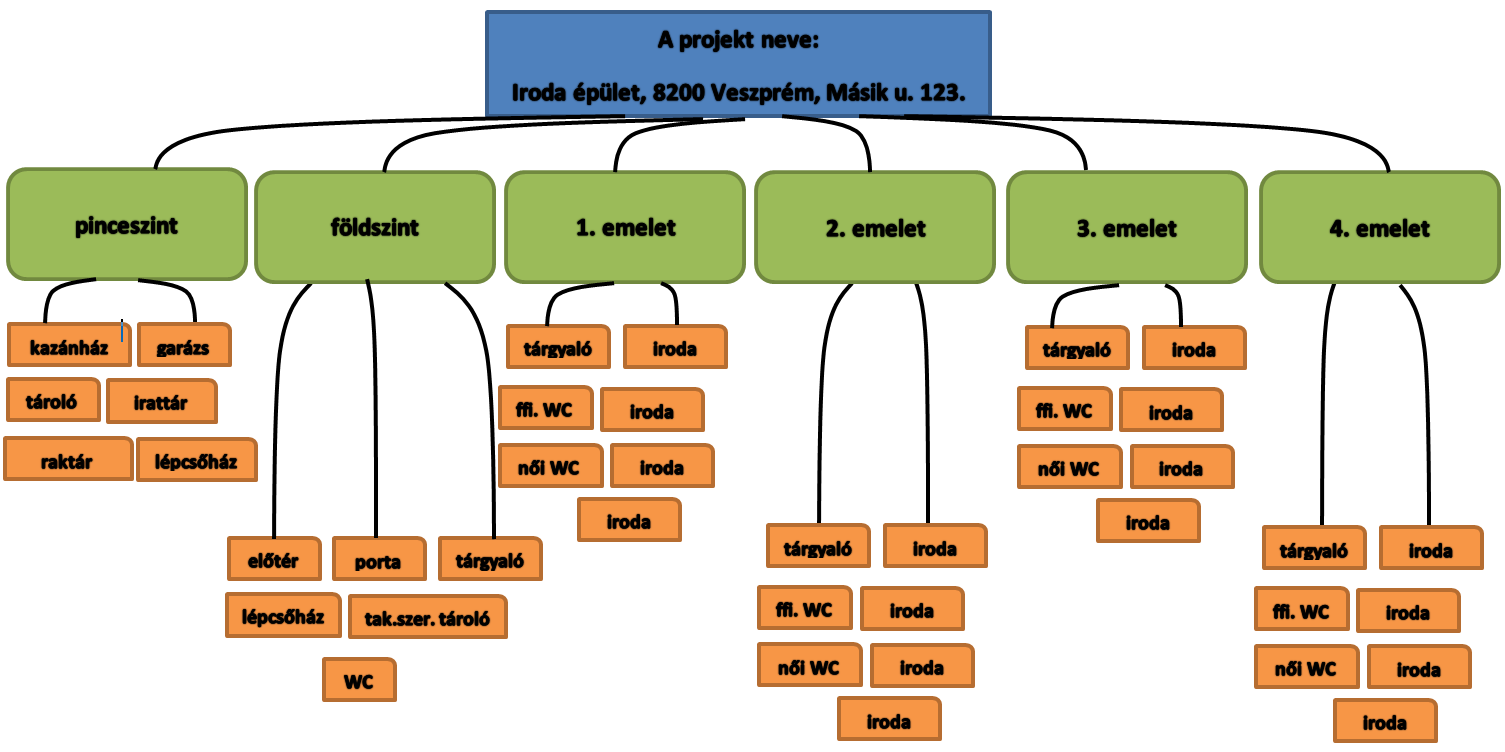 A projekt neve:
Iroda épület, 8200 Veszprém, Másik u. 123.
pinceszint
földszint
1. emelet
2. emelet
3. emelet
4. emelet
kazánház
garázs
tároló
irattár
raktár
lépcsőház
előtér
porta
tárgyaló
lépcsőház
tak.szer. tároló
WC
tárgyaló
iroda
ffi. WC
iroda
női WC
iroda
iroda
tárgyaló
iroda
ffi. WC
iroda
női WC
iroda
iroda
tárgyaló
iroda
ffi. WC
iroda
női WC
iroda
iroda
tárgyaló
iroda
ffi. WC
iroda
női WC
iroda
iroda